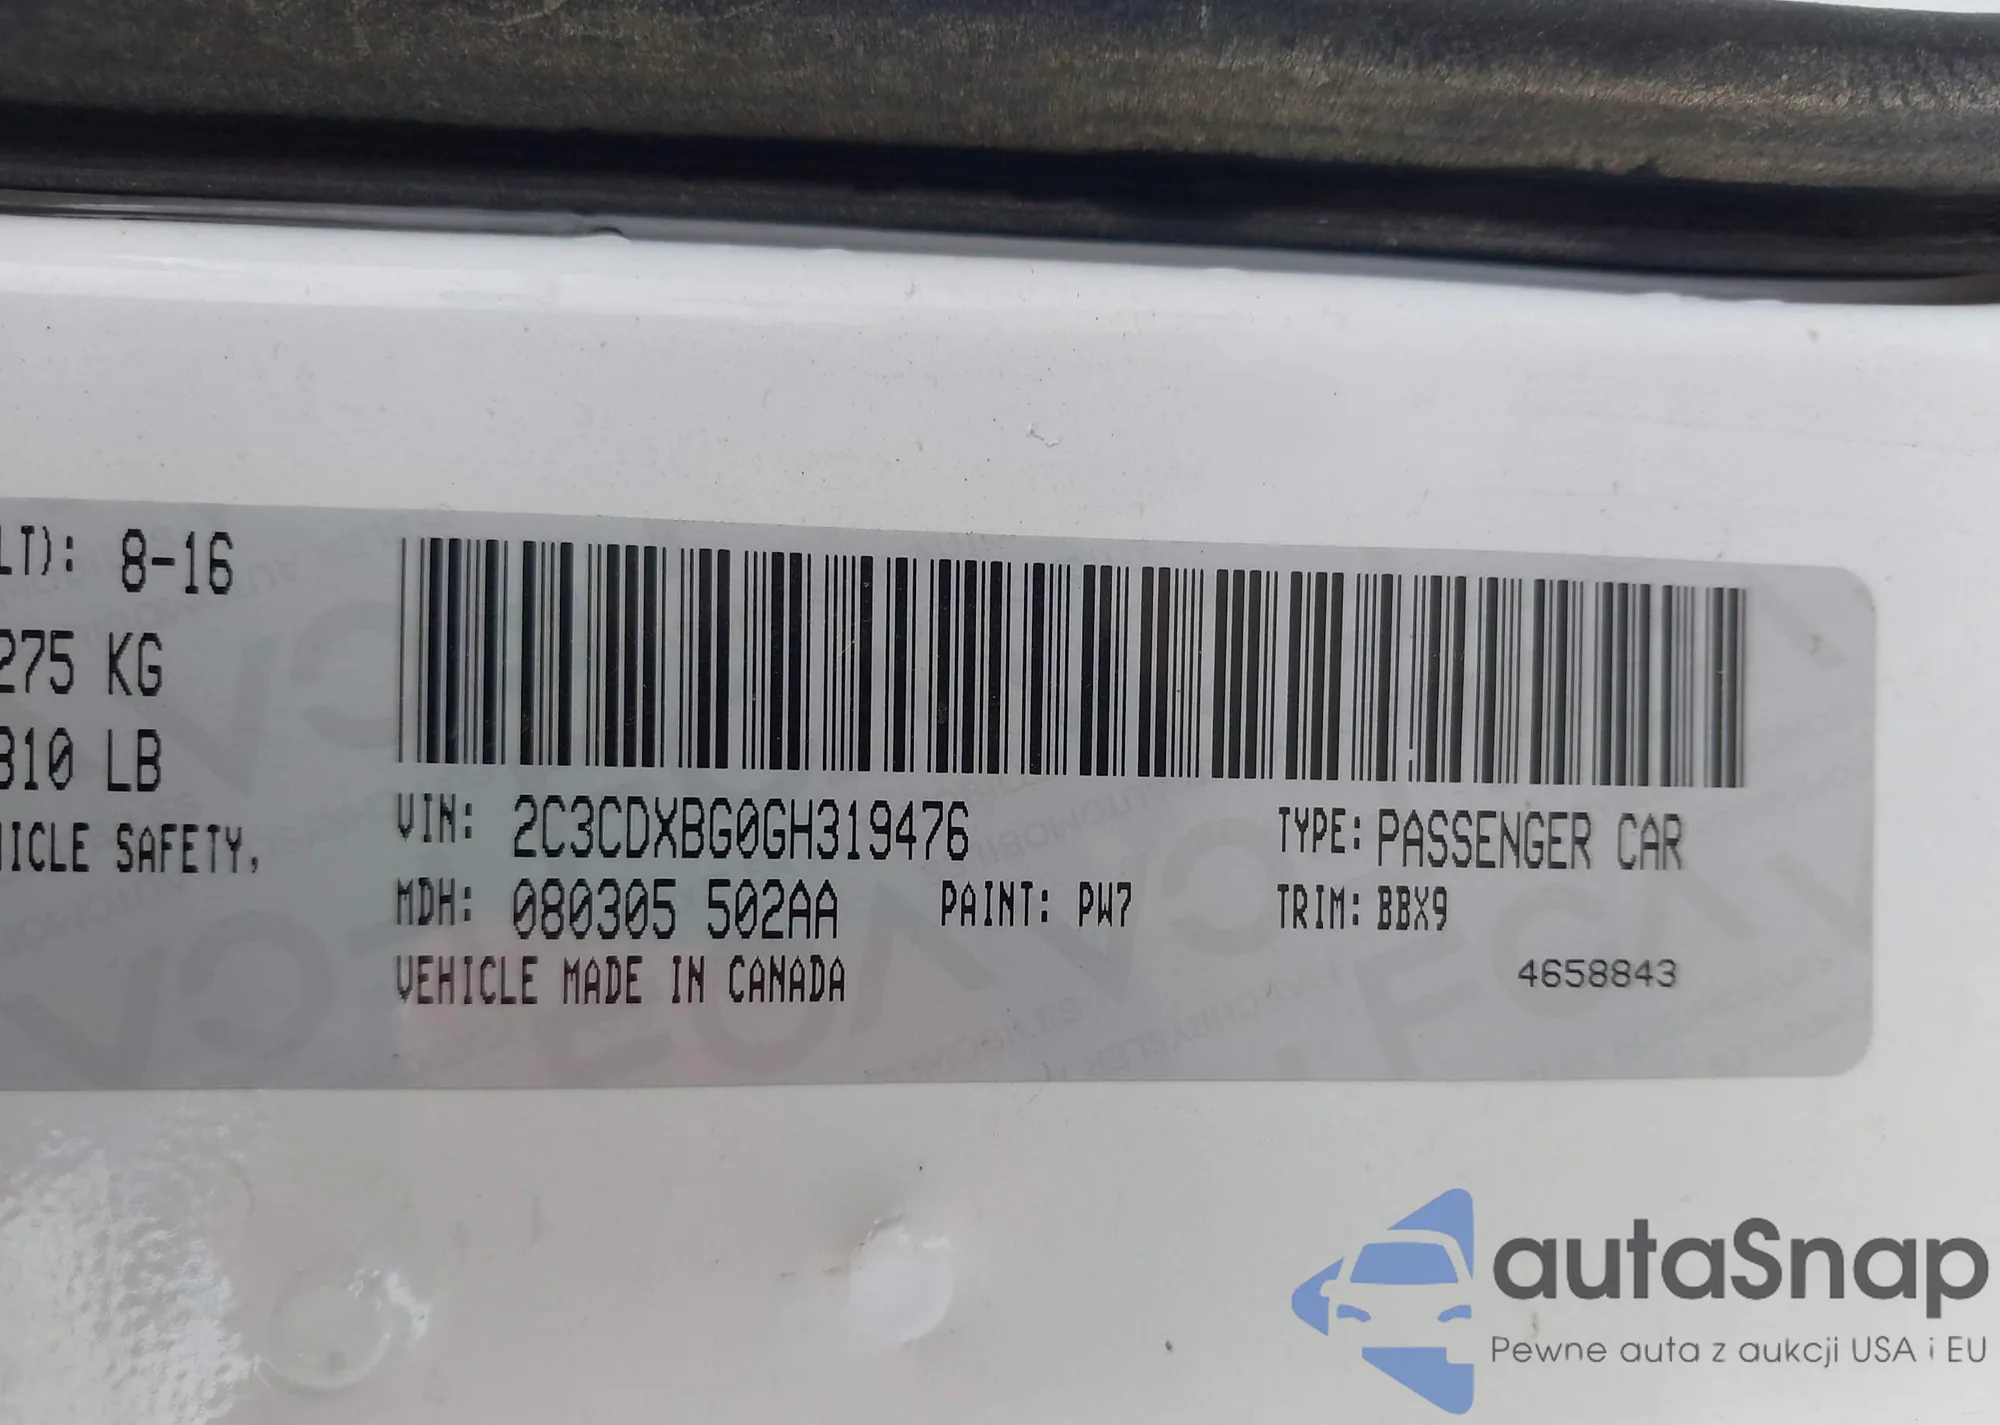 LT): 8-16
275 KG
310 LB
ICLE SAFETY,
VIN: 2C3CDXBG0GH319476
TYPE: PASSENGER CAR
MDH: 080305 502AA
PAINT: PW7
TRIM: BBX9
VEHICLE MADE IN CANADA
4658843
autaSnap
Pewne auta z aukcji USA i EU